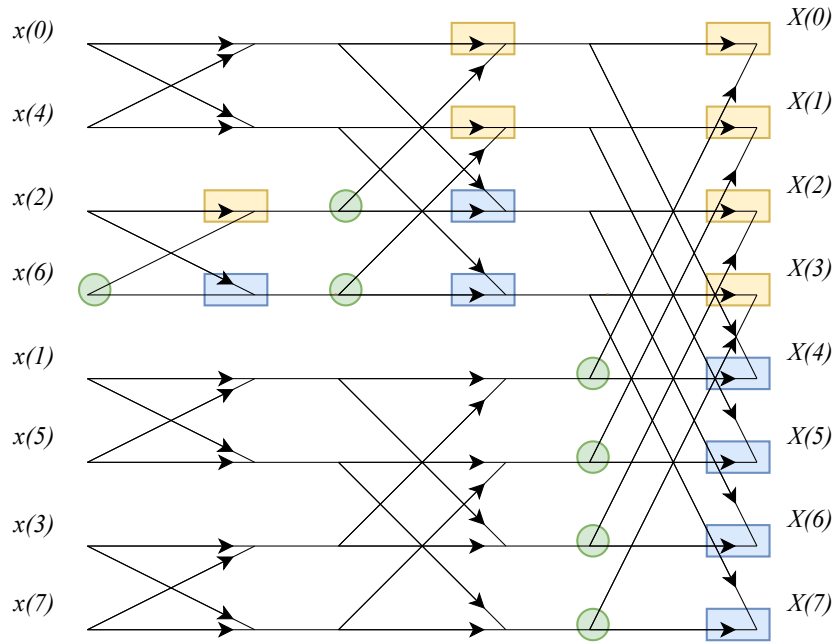 x(0) X(0)
x(4) X(1)
x(2) X(2)
x(6) X(3)
x(1) X(4)
x(5) X(5)
x(3) X(6)
x(7) X(7)